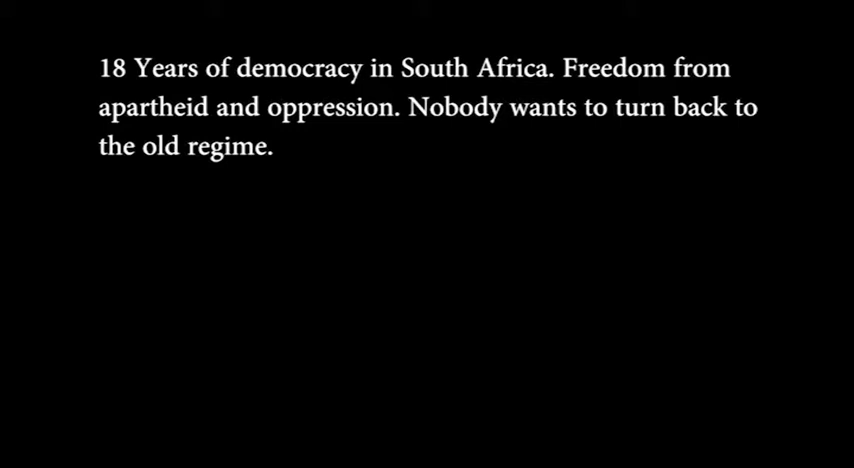 18 Years of democracy in South Africa. Freedom from
apartheid and oppression. Nobody wants to turn back to
the old regime.